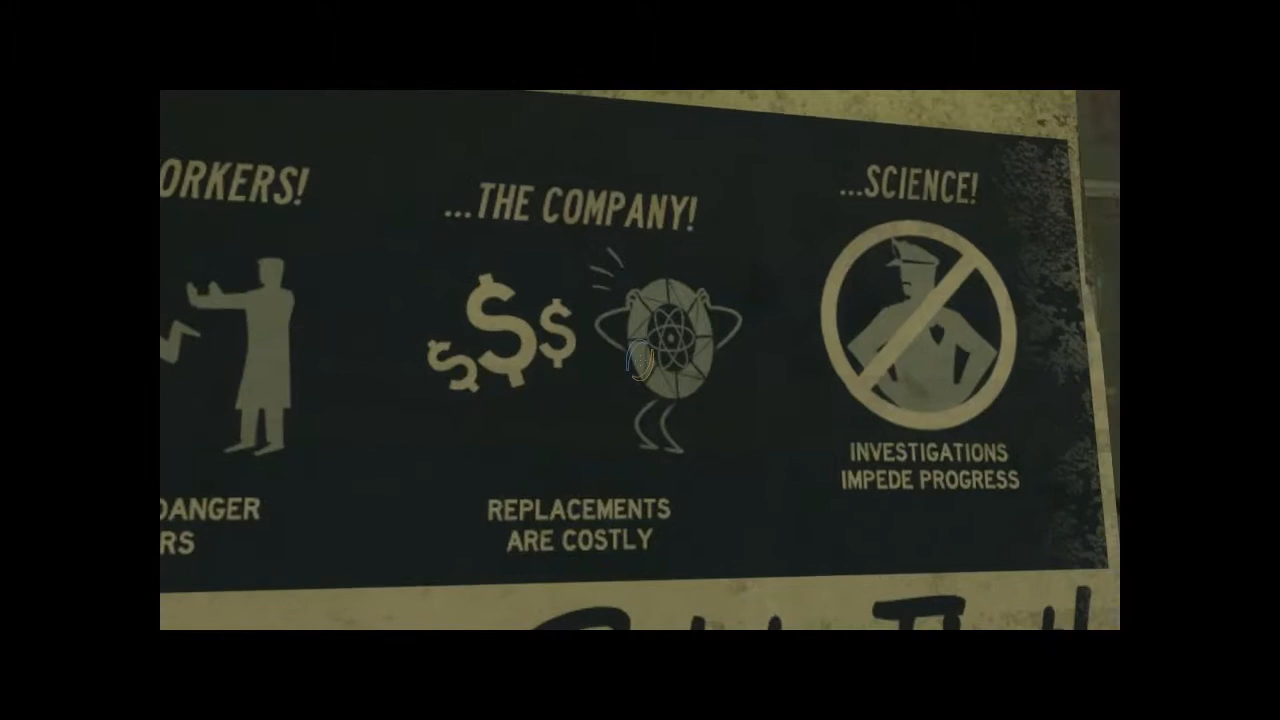 ORKERS!
...THE COMPANY!
...SCIENCE!
$$$
DANGER
RS
REPLACEMENTS
ARE COSTLY
INVESTIGATIONS
IMPEDE PROGRESS